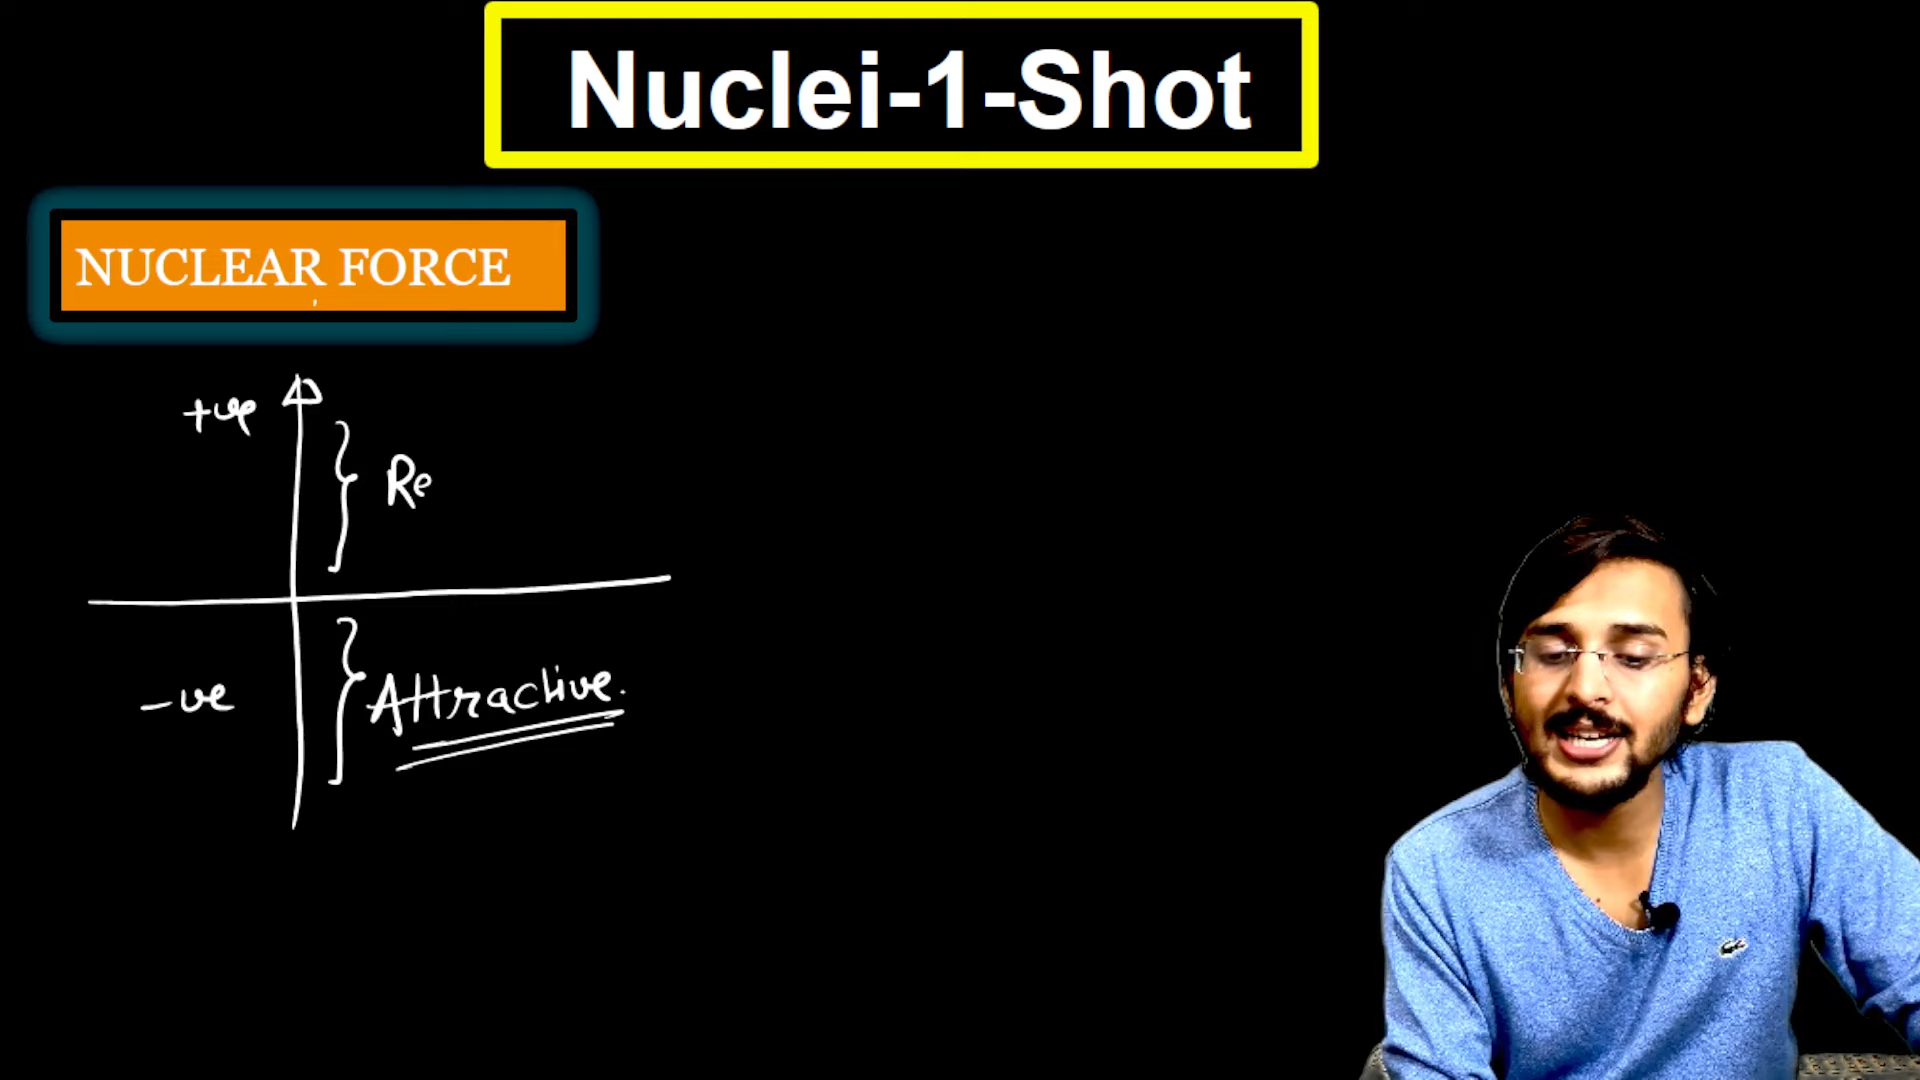 Nuclei-1-Shot
NUCLEAR FORCE
+ve
Re
-ve
Attractive.